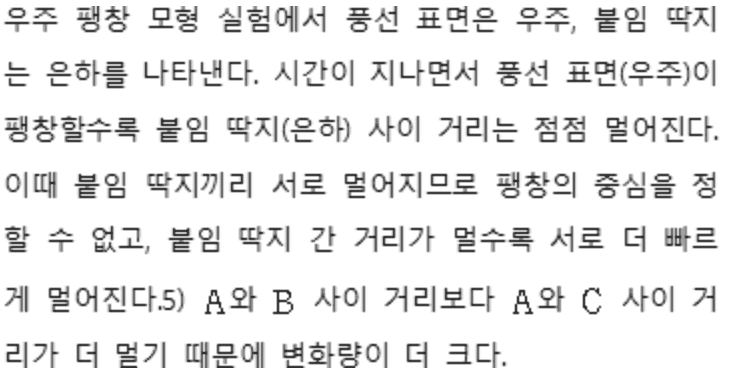 우주 팽창 모형 실험에서 풍선 표면은 우주, 붙임 딱지
는 은하를 나타낸다. 시간이 지나면서 풍선 표면(우주)이
팽창할수록 붙임 딱지(은하) 사이 거리는 점점 멀어진다.
이때 붙임 딱지끼리 서로 멀어지므로 팽창의 중심을 정
할 수 없고, 붙임 딱지 간 거리가 멀수록 서로 더 빠르
게 멀어진다.5) A와 B 사이 거리보다 A와 C 사이 거
리가 더 멀기 때문에 변화량이 더 크다.